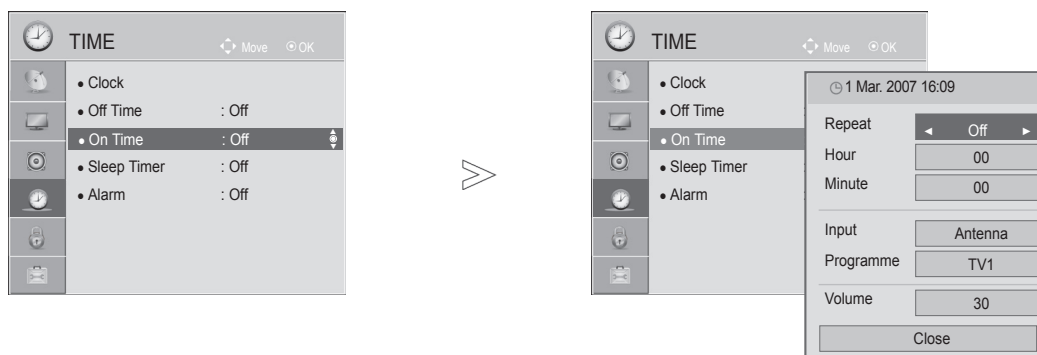 TIME
Move
OK
• Clock
• Off Time : Off
• On Time : Off
• Sleep Timer : Off
• Alarm : Off
TIME
Move
OK
• Clock
• Off Time
• On Time
• Sleep Timer
• Alarm
1 Mar. 2007 16:09
Repeat ◄ Off ►
Hour 00
Minute 00
Input Antenna
Programme TV1
Volume 30
Close